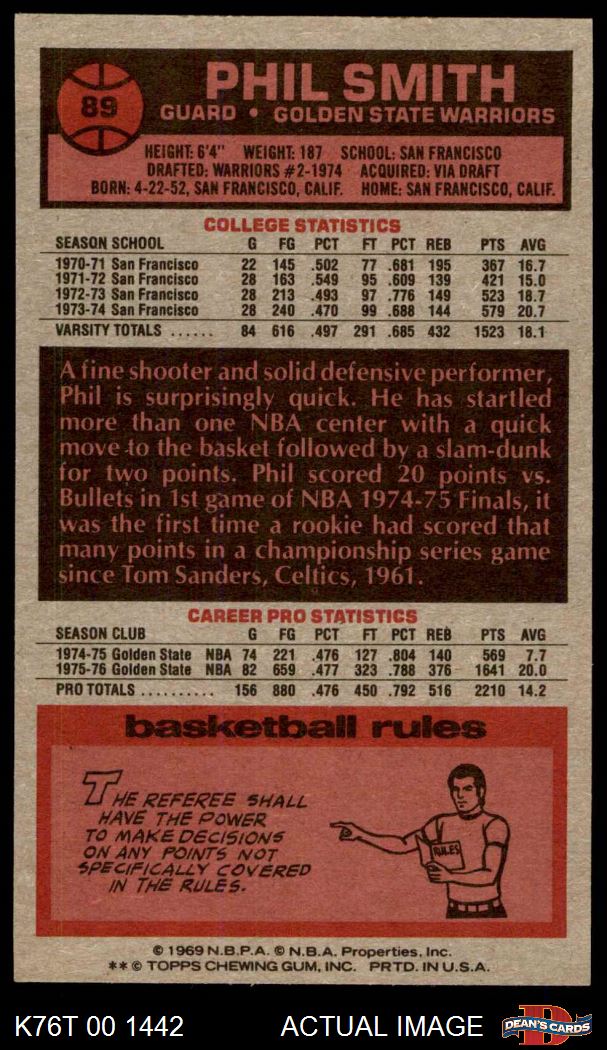 89
PHIL SMITH
GUARD • GOLDEN STATE WARRIORS
HEIGHT: 6'4" WEIGHT: 187 SCHOOL: SAN FRANCISCO
DRAFTED: WARRIORS #2-1974 ACQUIRED: VIA DRAFT
BORN: 4-22-52, SAN FRANCISCO, CALIF. HOME: SAN FRANCISCO, CALIF.
COLLEGE STATISTICS
SEASON SCHOOL G FG PCT FT PCT REB PTS AVG
1970-71 San Francisco 22 145 .502 77 .681 195 367 16.7
1971-72 San Francisco 28 163 .549 95 .609 139 421 15.0
1972-73 San Francisco 28 213 .493 97 .776 149 523 18.7
1973-74 San Francisco 28 240 .470 99 .688 144 579 20.7
VARSITY TOTALS ...... 84 616 .497 291 .685 432 1523 18.1
A fine shooter and solid defensive performer,
Phil is surprisingly quick. He has startled
more than one NBA center with a quick
move to the basket followed by a slam-dunk
for two points. Phil scored 20 points vs.
Bullets in 1st game of NBA 1974-75 Finals, it
was the first time a rookie had scored that
many points in a championship series game
since Tom Sanders, Celtics, 1961.
CAREER PRO STATISTICS
SEASON CLUB G FG PCT FT PCT REB PTS AVG
1974-75 Golden State NBA 74 221 .476 127 .804 140 569 7.7
1975-76 Golden State NBA 82 659 .477 323 .788 376 1641 20.0
PRO TOTALS .......... 156 880 .476 450 .792 516 2210 14.2
basketball rules
THE REFEREE SHALL
HAVE THE POWER
TO MAKE DECISIONS
ON ANY POINTS NOT
SPECIFICALLY COVERED
IN THE RULES.
RULES
© 1969 N.B.P.A. © N.B.A. Properties, Inc.
** © TOPPS CHEWING GUM, INC. PRTD. IN U.S.A.
K76T 00 1442 ACTUAL IMAGE
D
DEAN'S CARDS